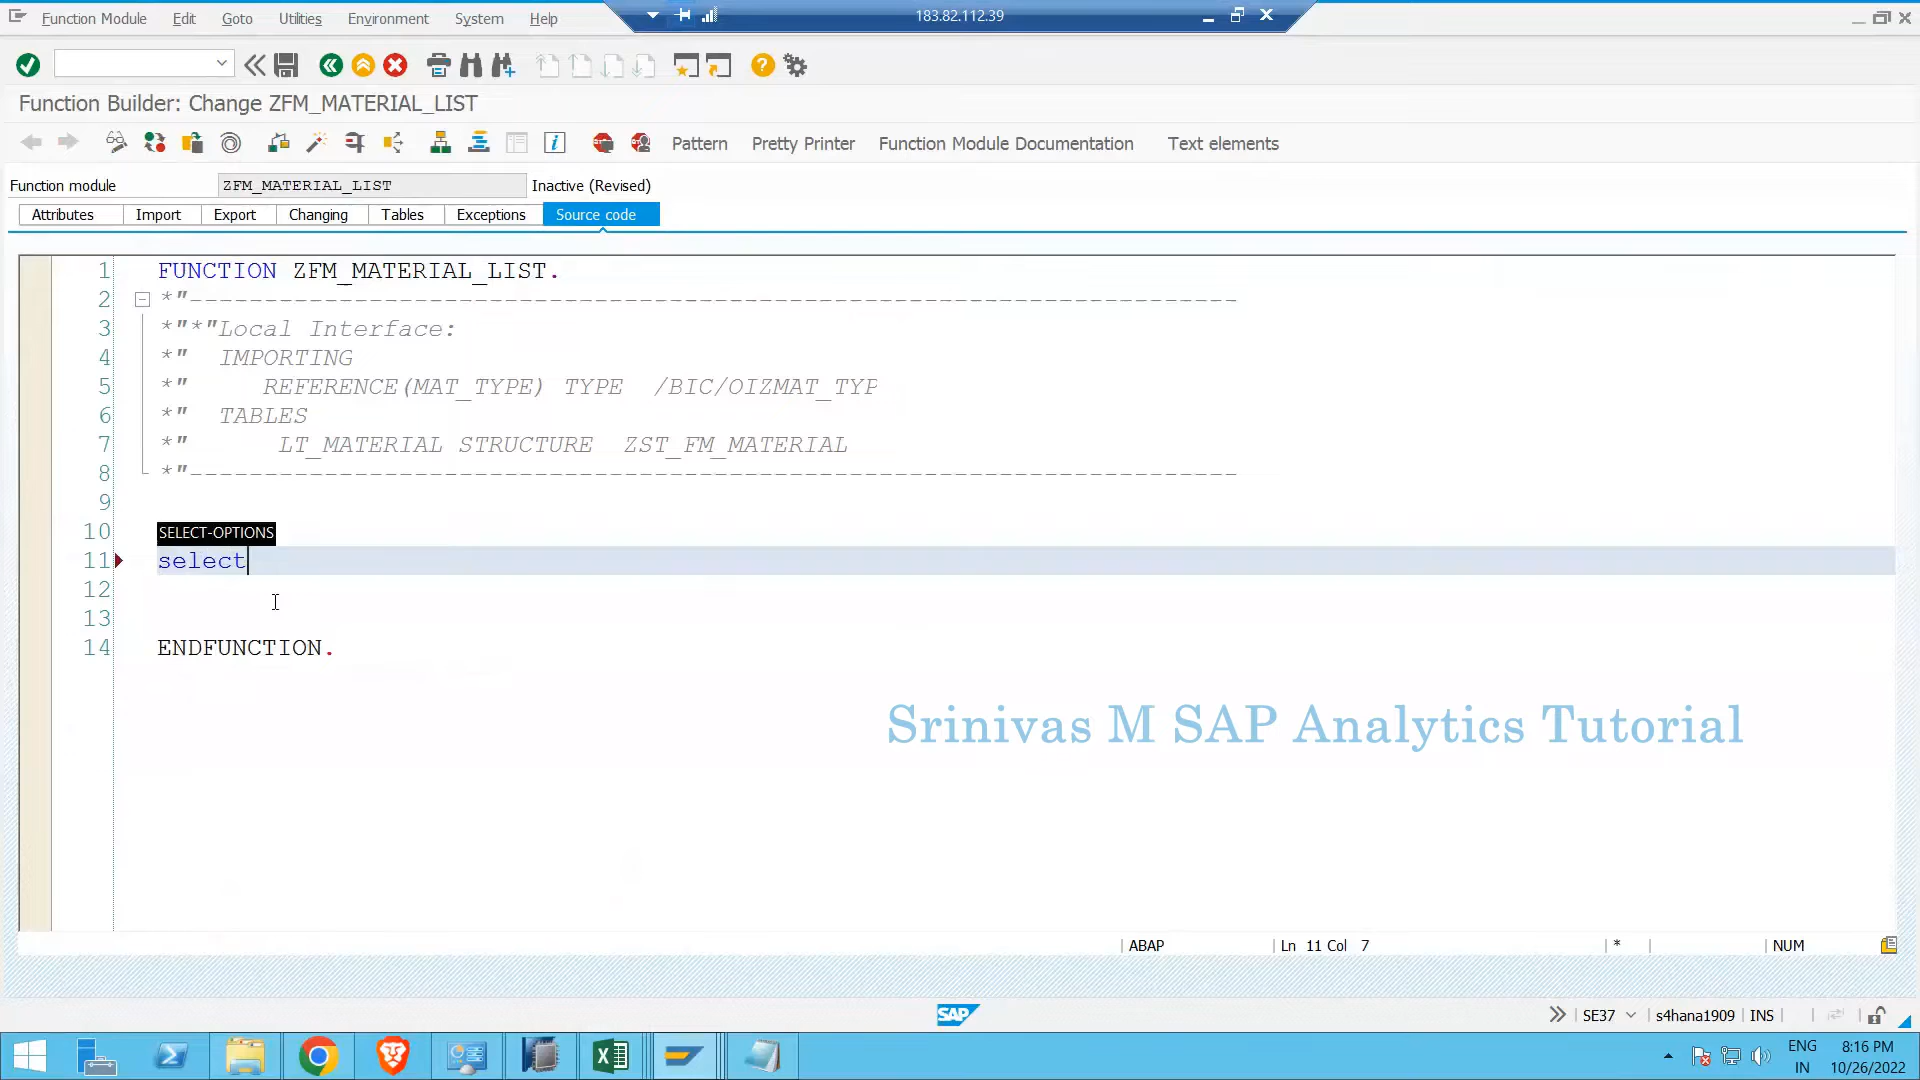 Function Module Edit Goto Utilities Environment System Help
183.82.112.39
Function Builder: Change ZFM_MATERIAL_LIST
Pattern Pretty Printer Function Module Documentation Text elements
Function module ZFM_MATERIAL_LIST Inactive (Revised)
Attributes Import Export Changing Tables Exceptions Source code
1 FUNCTION ZFM_MATERIAL_LIST.
2 *"----------------------------------------------------------------------
3 *"*"Local Interface:
4 *" IMPORTING
5 *" REFERENCE(MAT_TYPE) TYPE /BIC/OIZMAT_TYP
6 *" TABLES
7 *" LT_MATERIAL STRUCTURE ZST_FM_MATERIAL
8 *"----------------------------------------------------------------------
9
10 SELECT-OPTIONS
11 select
12
13
14 ENDFUNCTION.
Srinivas M SAP Analytics Tutorial
ABAP Ln 11 Col 7 * NUM
SAP
SE37 s4hana1909 INS
ENG 8:16 PM
IN 10/26/2022